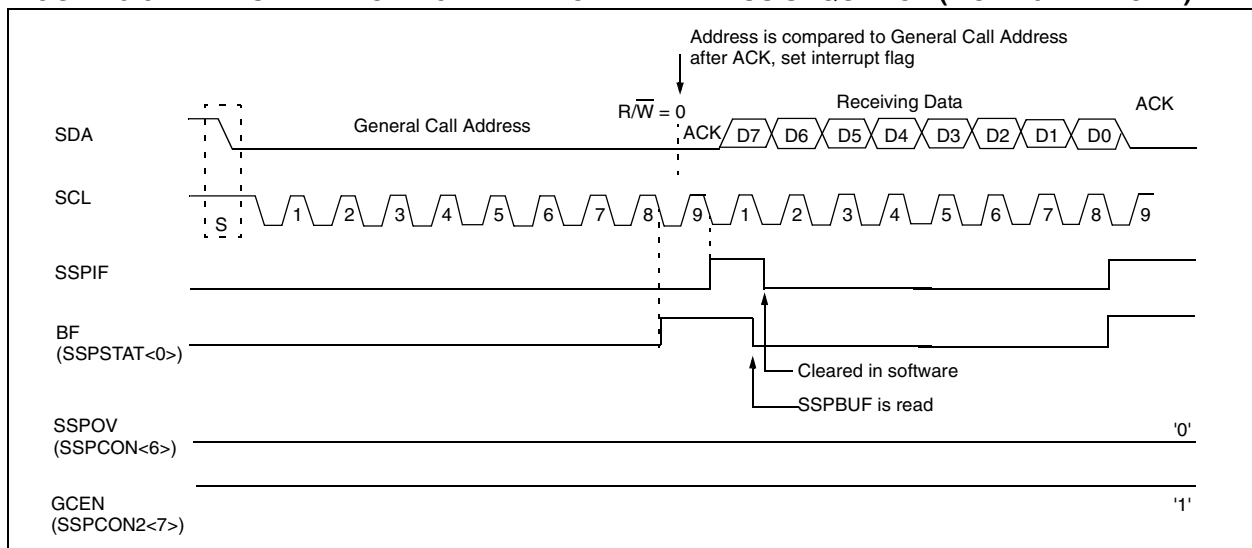 Address is compared to General Call Address
after ACK, set interrupt flag
R/W = 0
Receiving Data
ACK
SDA
General Call Address
ACK
D7 D6 D5 D4 D3 D2 D1 D0
SCL
S
1 2 3 4 5 6 7 8 9 1 2 3 4 5 6 7 8 9
SSPIF
BF
(SSPSTAT<0>)
Cleared in software
SSPBUF is read
SSPOV
(SSPCON<6>)
'0'
GCEN
(SSPCON2<7>)
'1'